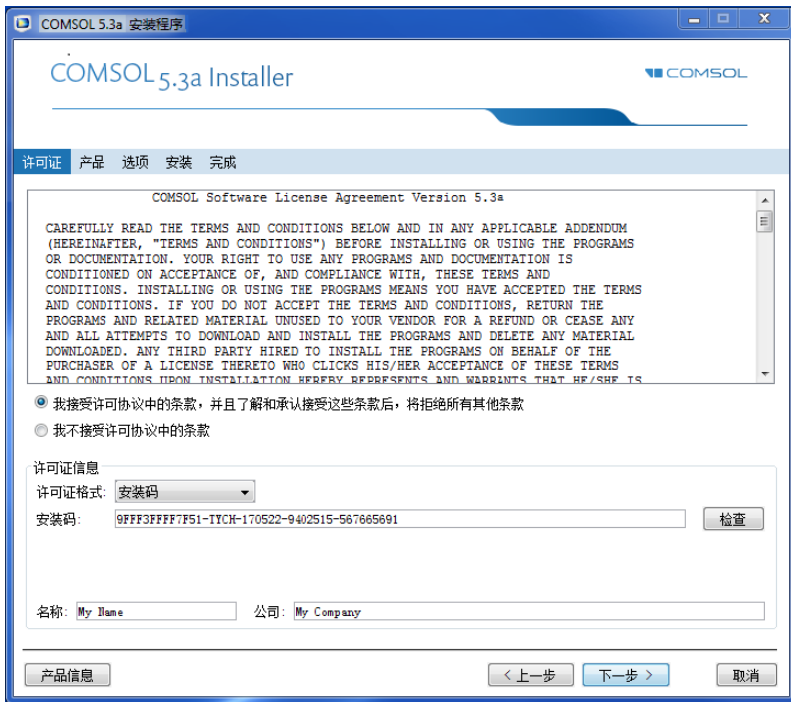 COMSOL 5.3a 安装程序
COMSOL 5.3a Installer
COMSOL
许可证 产品 选项 安装 完成
COMSOL Software License Agreement Version 5.3a
CAREFULLY READ THE TERMS AND CONDITIONS BELOW AND IN ANY APPLICABLE ADDENDUM
(HEREINAFTER, "TERMS AND CONDITIONS") BEFORE INSTALLING OR USING THE PROGRAMS
OR DOCUMENTATION. YOUR RIGHT TO USE ANY PROGRAMS AND DOCUMENTATION IS
CONDITIONED ON ACCEPTANCE OF, AND COMPLIANCE WITH, THESE TERMS AND
CONDITIONS. INSTALLING OR USING THE PROGRAMS MEANS YOU HAVE ACCEPTED THE TERMS
AND CONDITIONS. IF YOU DO NOT ACCEPT THE TERMS AND CONDITIONS, RETURN THE
PROGRAMS AND RELATED MATERIAL UNUSED TO YOUR VENDOR FOR A REFUND OR CEASE ANY
AND ALL ATTEMPTS TO DOWNLOAD AND INSTALL THE PROGRAMS AND DELETE ANY MATERIAL
DOWNLOADED. ANY THIRD PARTY HIRED TO INSTALL THE PROGRAMS ON BEHALF OF THE
PURCHASER OF A LICENSE THERETO WHO CLICKS HIS/HER ACCEPTANCE OF THESE TERMS
AND CONDITIONS UPON INSTALLATION HEREBY REPRESENTS AND WARRANTS THAT HE/SHE IS
我接受许可协议中的条款，并且了解和承认接受这些条款后，将拒绝所有其他条款
我不接受许可协议中的条款
许可证信息
许可证格式: 安装码
安装码: 检查
名称: My Name 公司: My Company
产品信息 < 上一步 下一步 > 取消